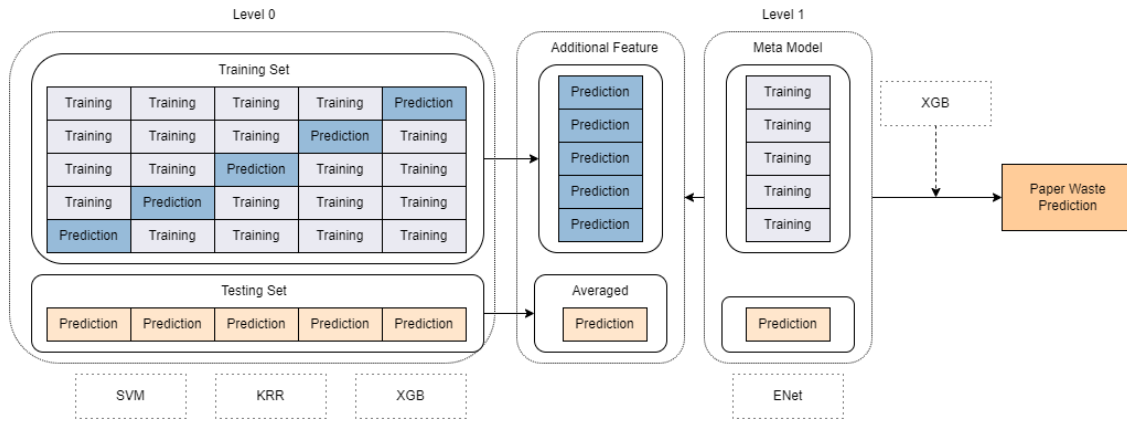 Level 0
Level 1
Training Set
Additional Feature
Meta Model
Training Training Training Training Prediction
Training Training Training Prediction Training
Training Training Prediction Training Training
Training Prediction Training Training Training
Prediction Training Training Training Training
Prediction
Prediction
Prediction
Prediction
Prediction
Training
Training
Training
Training
Training
XGB
Paper Waste
Prediction
Testing Set
Prediction Prediction Prediction Prediction Prediction
Averaged
Prediction
Prediction
SVM
KRR
XGB
ENet